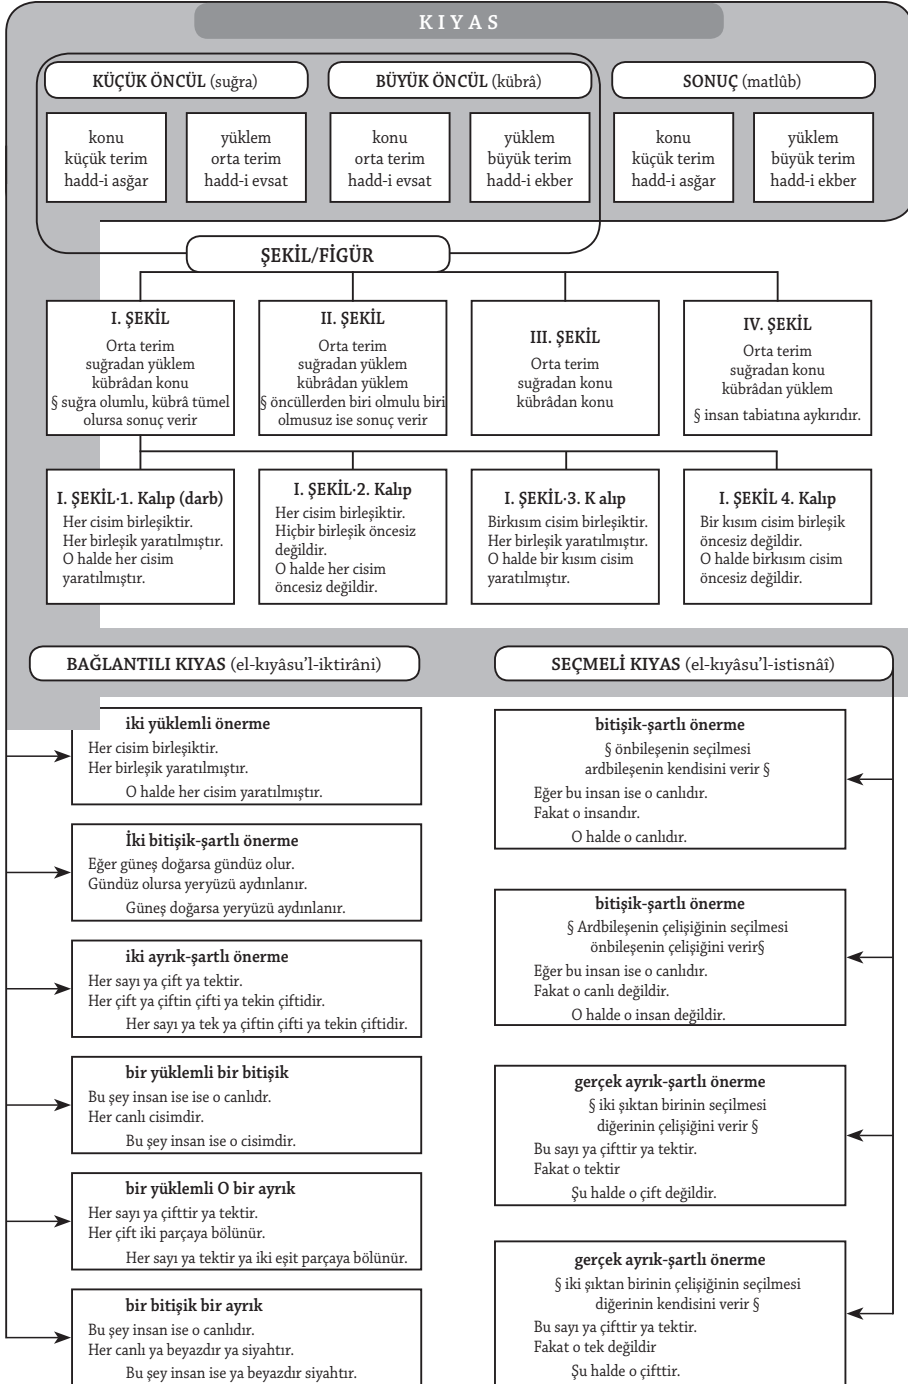 KIYAS
KÜÇÜK ÖNCÜL (suğra)
BÜYÜK ÖNCÜL (kübrâ)
SONUÇ (matlûb)
konu
küçük terim
hadd-i asğar
yüklem
orta terim
hadd-i evsat
konu
orta terim
hadd-i evsat
yüklem
büyük terim
hadd-i ekber
konu
küçük terim
hadd-i asğar
yüklem
büyük terim
hadd-i ekber
ŞEKİL/FİGÜR
I. ŞEKİL
Orta terim
suğradan yüklem
kübrâdan konu
§ suğra olumlu, kübrâ tümel
olursa sonuç verir
II. ŞEKİL
Orta terim
suğradan yüklem
kübrâdan yüklem
§ öncüllerden biri olmulu biri
olmusuz ise sonuç verir
III. ŞEKİL
Orta terim
suğradan konu
kübrâdan konu
IV. ŞEKİL
Orta terim
suğradan konu
kübrâdan yüklem
§ insan tabiatına aykırıdır.
I. ŞEKİL·1. Kalıp (darb)
Her cisim birleşiktir.
Her birleşik yaratılmıştır.
O halde her cisim
yaratılmıştır.
I. ŞEKİL·2. Kalıp
Her cisim birleşiktir.
Hiçbir birleşik öncesiz
değildir.
O halde her cisim
öncesiz değildir.
I. ŞEKİL·3. K alıp
Birkısım cisim birleşiktir.
Her birleşik yaratılmıştır.
O halde bir kısım cisim
yaratılmıştır.
I. ŞEKİL 4. Kalıp
Bir kısım cisim birleşik
öncesiz değildir.
O halde birkısım cisim
öncesiz değildir.
BAĞLANTILI KIYAS (el-kıyâsu’l-iktirâni)
iki yüklemli önerme
Her cisim birleşiktir.
Her birleşik yaratılmıştır.
O halde her cisim yaratılmıştır.
İki bitişik-şartlı önerme
Eğer güneş doğarsa gündüz olur.
Gündüz olursa yeryüzü aydınlanır.
Güneş doğarsa yeryüzü aydınlanır.
iki ayrık-şartlı önerme
Her sayı ya çift ya tektir.
Her çift ya çiftin çifti ya tekin çiftidir.
Her sayı ya tek ya çiftin çifti ya tekin çiftidir.
bir yüklemli bir bitişik
Bu şey insan ise ise o canlıdr.
Her canlı cisimdir.
Bu şey insan ise o cisimdir.
bir yüklemli O bir ayrık
Her sayı ya çifttir ya tektir.
Her çift iki parçaya bölünür.
Her sayı ya tektir ya iki eşit parçaya bölünür.
bir bitişik bir ayrık
Bu şey insan ise o canlıdır.
Her canlı ya beyazdır ya siyahtır.
Bu şey insan ise ya beyazdır siyahtır.
SEÇMELİ KIYAS (el-kıyâsu’l-istisnâî)
bitişik-şartlı önerme
§ önbileşenin seçilmesi
ardbileşenin kendisini verir §
Eğer bu insan ise o canlıdır.
Fakat o insandır.
O halde o canlıdır.
bitişik-şartlı önerme
§ Ardbileşenin çelişiğinin seçilmesi
önbileşenin çelişiğini verir§
Eğer bu insan ise o canlıdır.
Fakat o canlı değildir.
O halde o insan değildir.
gerçek ayrık-şartlı önerme
§ iki şıktan birinin seçilmesi
diğerinin çelişiğini verir §
Bu sayı ya çifttir ya tektir.
Fakat o tektir
Şu halde o çift değildir.
gerçek ayrık-şartlı önerme
§ iki şıktan birinin çelişiğinin seçilmesi
diğerinin kendisini verir §
Bu sayı ya çifttir ya tektir.
Fakat o tek değildir
Şu halde o çifttir.